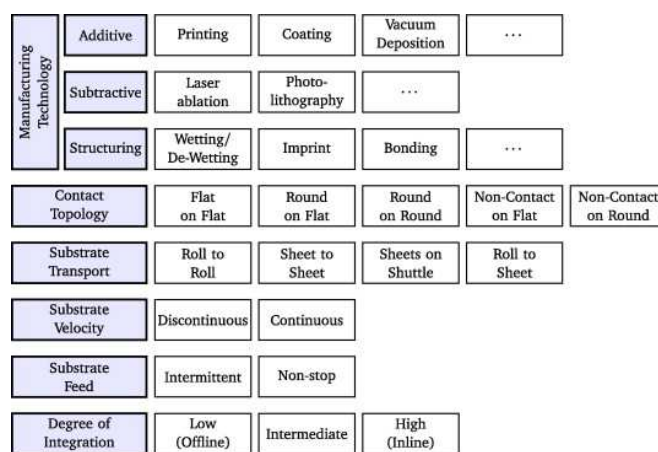 Manufacturing
Technology
Additive
Printing
Coating
Vacuum
Deposition
...
Subtractive
Laser
ablation
Photo-
lithography
...
Structuring
Wetting/
De-Wetting
Imprint
Bonding
...
Contact
Topology
Flat
on Flat
Round
on Flat
Round
on Round
Non-Contact
on Flat
Non-Contact
on Round
Substrate
Transport
Roll to
Roll
Sheet to
Sheet
Sheets on
Shuttle
Roll to
Sheet
Substrate
Velocity
Discontinuous
Continuous
Substrate
Feed
Intermittent
Non-stop
Degree of
Integration
Low
(Offline)
Intermediate
High
(Inline)